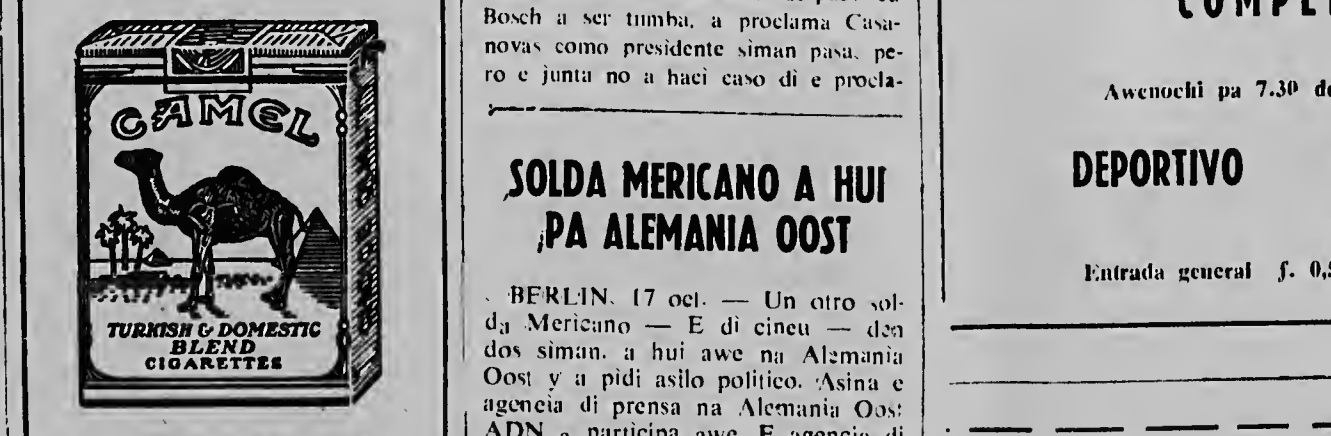 CAMEL
TURKISH & DOMESTIC
BLEND
CIGARETTES
Bosch a ser tumba, a proclama Casa-
novas como presidente siman pasa, pe-
ro e junta no a haci caso di e procla-
SOLDA MERICANO A HUI
PA ALEMANIA OOST
BERLIN, 17 oct. — Un otro sol-
da Mericano — E di cincu — den
dos siman, a hui awe na Alemania
Oost y a pidi asilo politico. Asina e
agencia di prensa na Alemania Oost
ADN a participa awe. E agencia di
Awenochi pa 7.30
DEPORTIVO
Entrada general f.